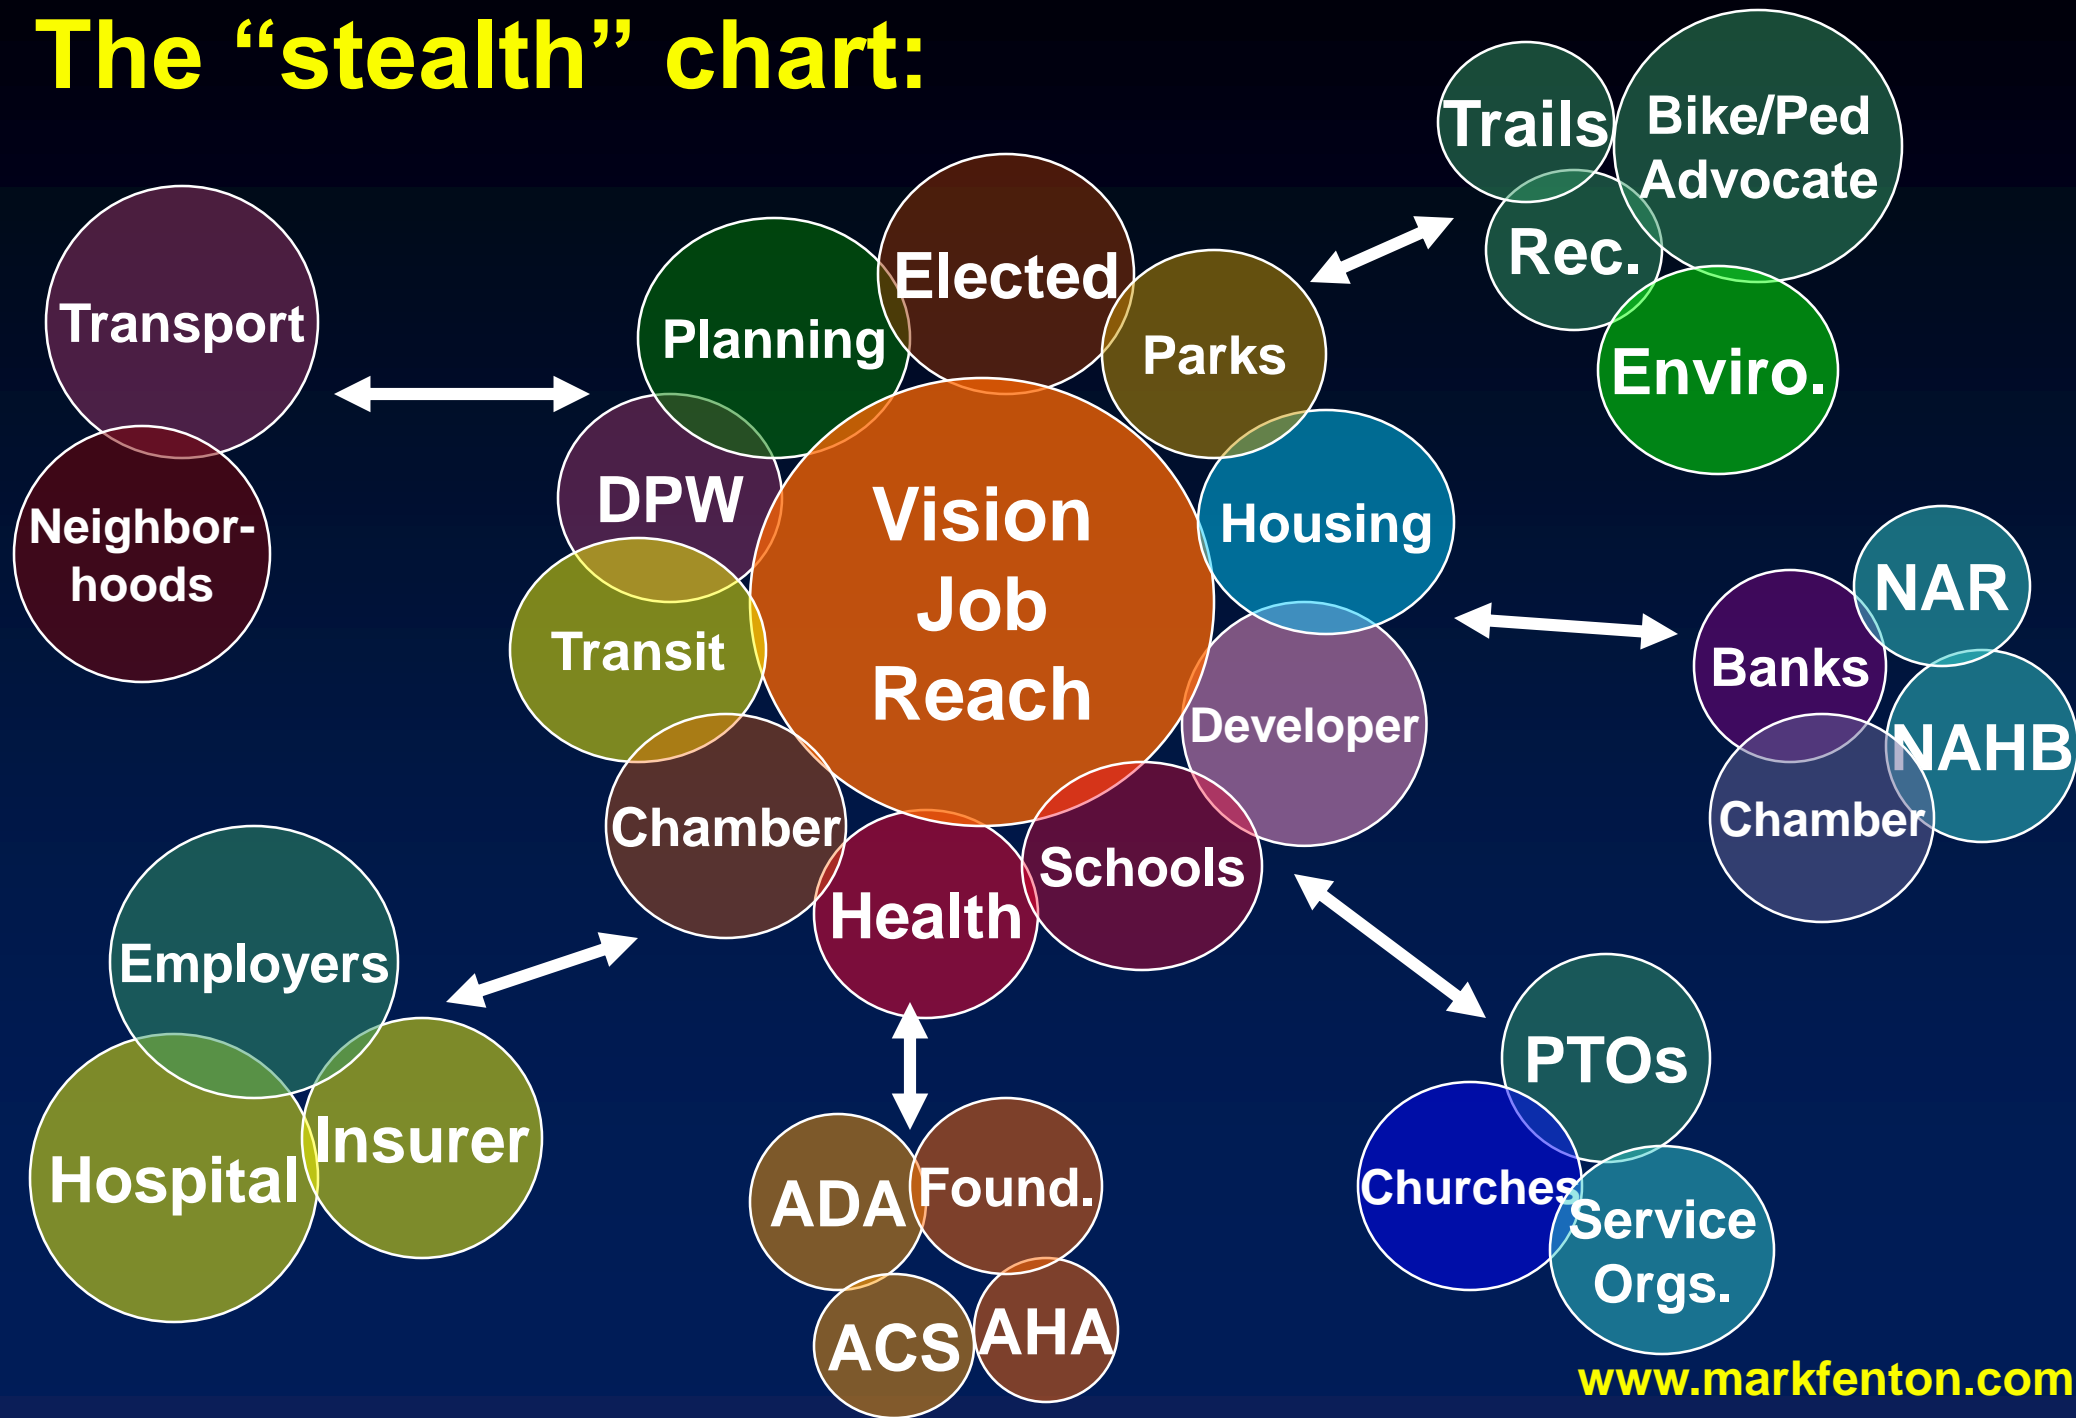 The “stealth” chart:
Trails
Bike/Ped
Advocate
Rec.
Enviro.
Transport
Neighbor-
hoods
Elected
Planning
Parks
DPW
Housing
Vision
Job
Reach
Transit
Developer
Chamber
Schools
Health
NAR
Banks
NAHB
Chamber
Employers
Insurer
Hospital
ADA
Found.
ACS
AHA
PTOs
Churches
Service
Orgs.
www.markfenton.com